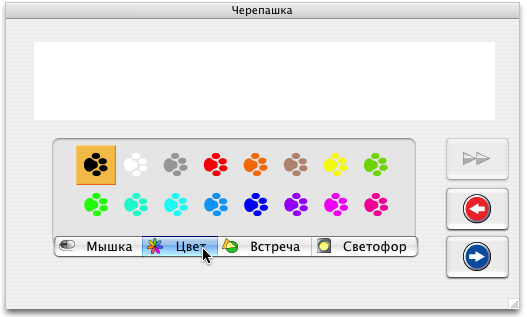 Черепашка
Мышка Цвет Встреча Светофор